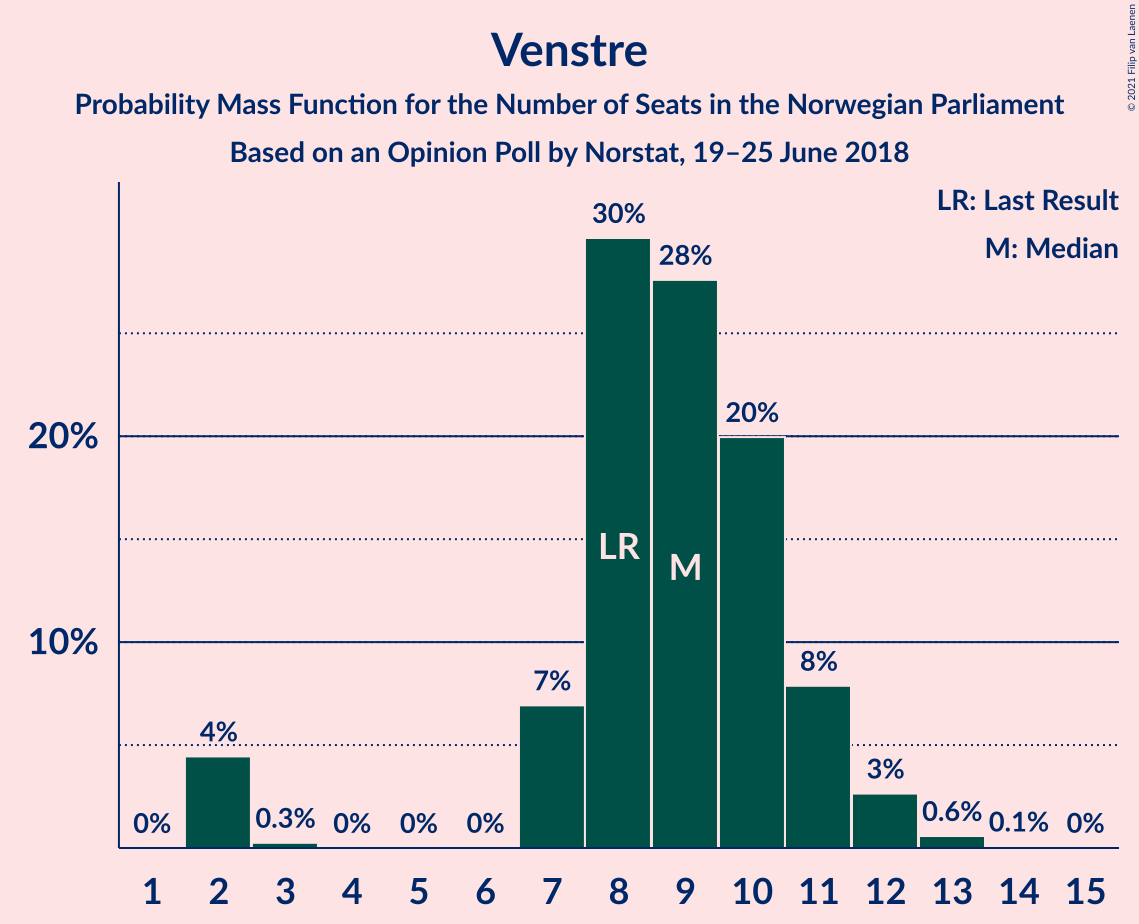 Venstre
Probability Mass Function for the Number of Seats in the Norwegian Parliament
Based on an Opinion Poll by Norstat, 19–25 June 2018
© 2021 Filip van Laenen
LR: Last Result
M: Median
30%
28%
20%
20%
LR
M
10%
8%
7%
4%
3%
0% 0.3% 0% 0% 0% 0.6% 0.1% 0%
1 2 3 4 5 6 7 8 9 10 11 12 13 14 15